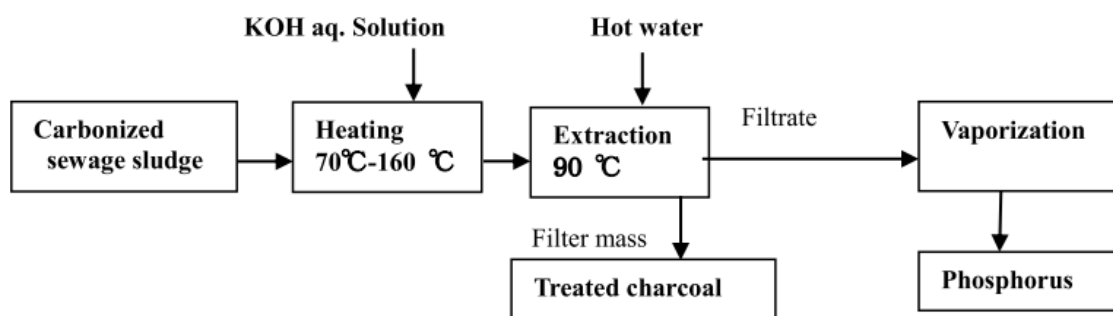 KOH aq. Solution
Hot water
Carbonized
sewage sludge
Heating
70℃-160 ℃
Extraction
90 ℃
Filtrate
Vaporization
Filter mass
Treated charcoal
Phosphorus